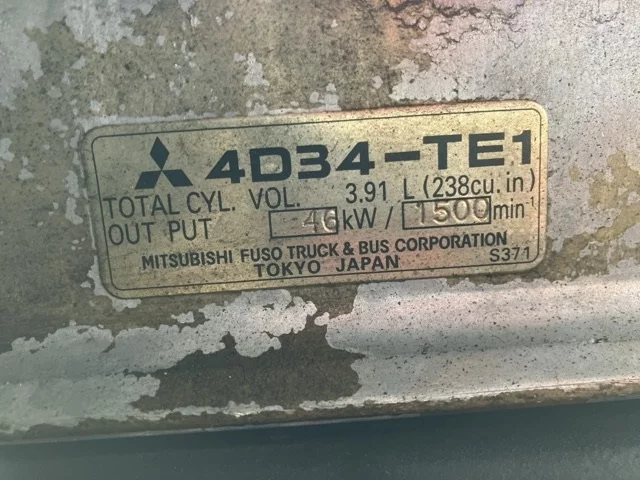 4D34-TE1
TOTAL CYL. VOL. 3.91 L (238cu.in)
OUT PUT -46 kW / 1500 min⁻¹
MITSUBISHI FUSO TRUCK & BUS CORPORATION
TOKYO JAPAN S371